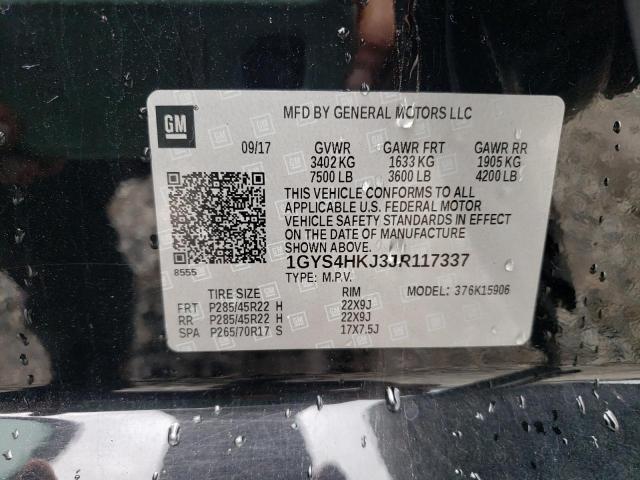 GM
MFD BY GENERAL MOTORS LLC
09/17 GVWR GAWR FRT GAWR RR
3402 KG 1633 KG 1905 KG
7500 LB 3600 LB 4200 LB
THIS VEHICLE CONFORMS TO ALL
APPLICABLE U.S. FEDERAL MOTOR
VEHICLE SAFETY STANDARDS IN EFFECT
ON THE DATE OF MANUFACTURE
SHOWN ABOVE.
8555
1GYS4HKJ3JR117337
TYPE: M.P.V.
TIRE SIZE RIM MODEL: 376K15906
FRT P285/45R22 H 22X9J
RR P285/45R22 H 22X9J
SPA P265/70R17 S 17X7.5J